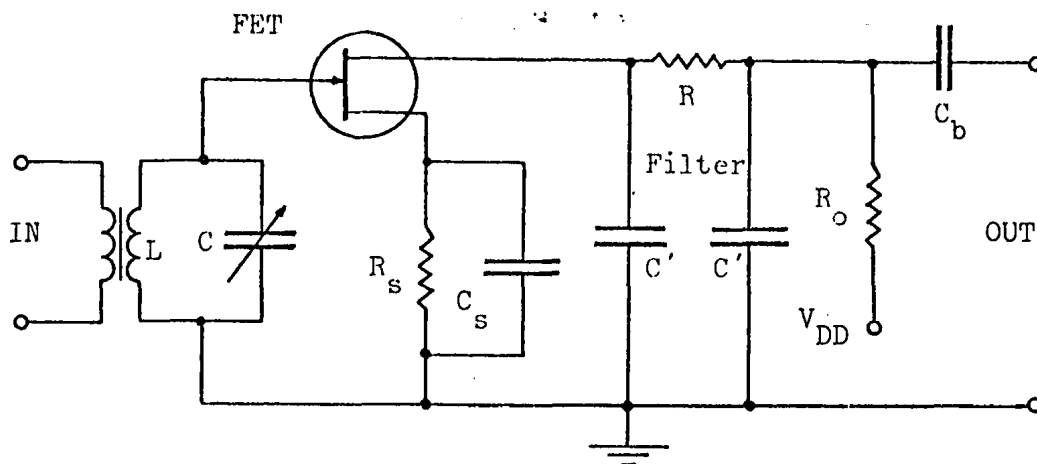 FET
R
C_b
Filter
IN
L
C
R_s
C_s
C'
C'
R_o
OUT
V_DD